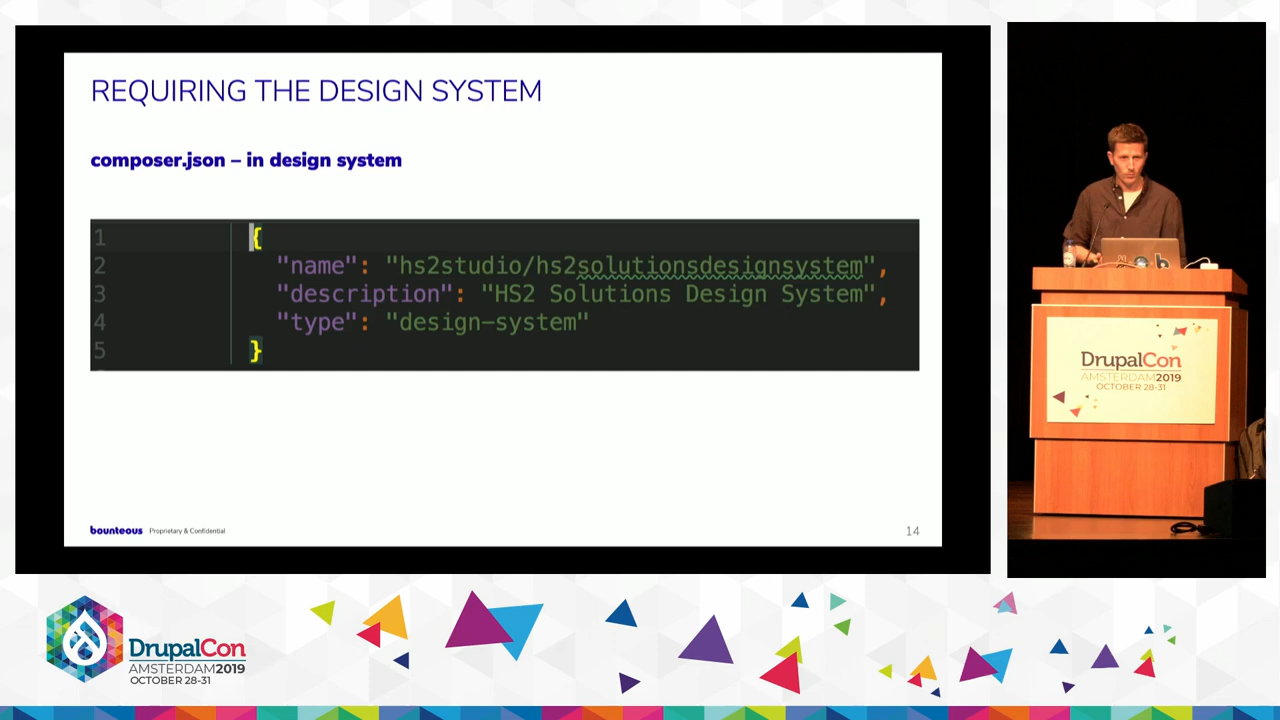 REQUIRING THE DESIGN SYSTEM
composer.json – in design system
1 {
2 "name": "hs2studio/hs2solutionsdesignsystem",
3 "description": "HS2 Solutions Design System",
4 "type": "design-system"
5 }
bounteous Proprietary & Confidential
14
DrupalCon
AMSTERDAM2019
OCTOBER 28-31
DrupalCon
AMSTERDAM2019
OCTOBER 28-31